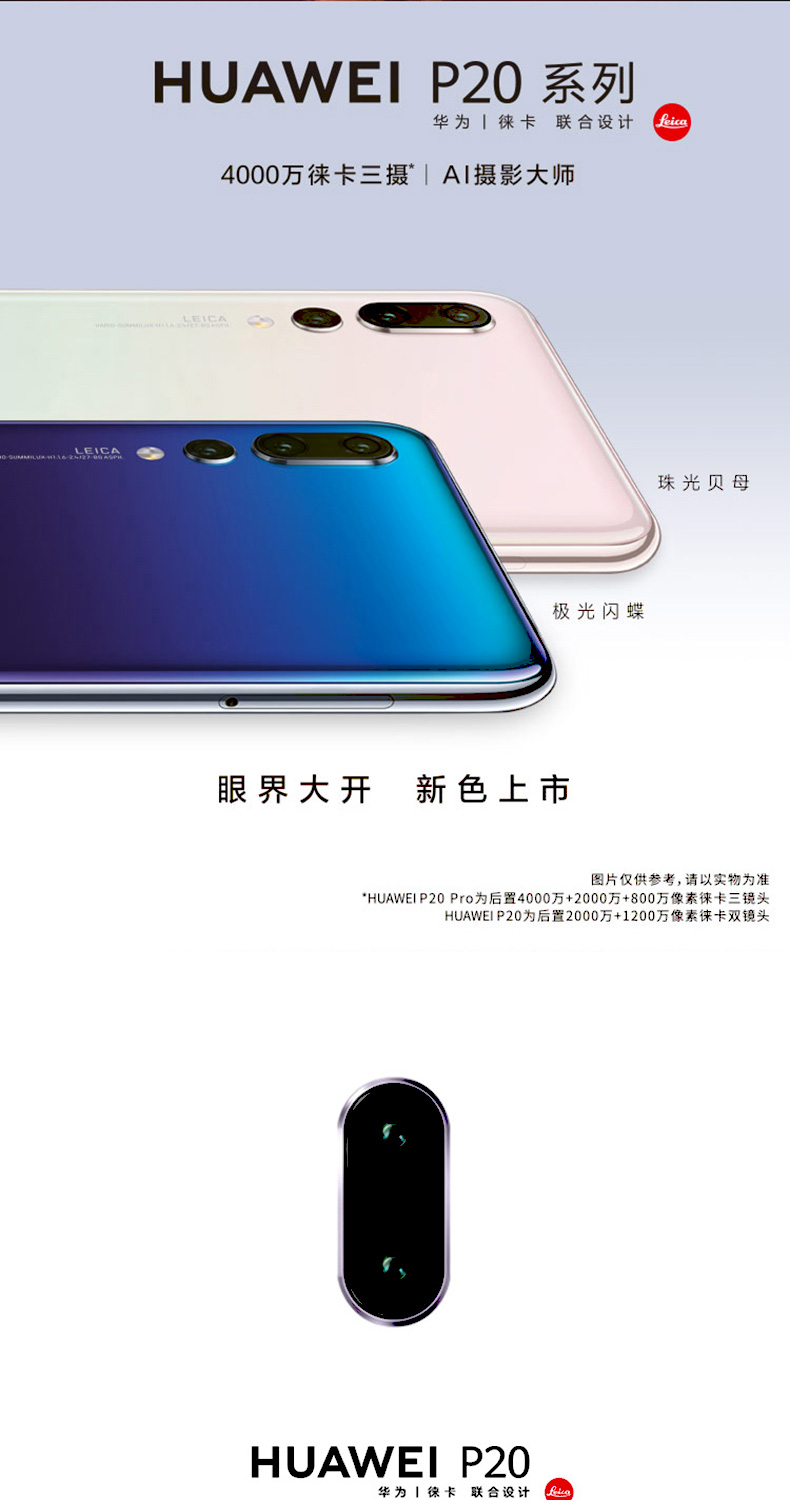 HUAWEI P20 系列
华为 | 徕卡 联合设计
Leica
4000万徕卡三摄* | AI摄影大师
LEICA
LEICA
珠光贝母
极光闪蝶
眼界大开 新色上市
图片仅供参考,请以实物为准
*HUAWEI P20 Pro为后置4000万+2000万+800万像素徕卡三镜头
HUAWEI P20为后置2000万+1200万像素徕卡双镜头
HUAWEI P20
华为 | 徕卡 联合设计
Leica